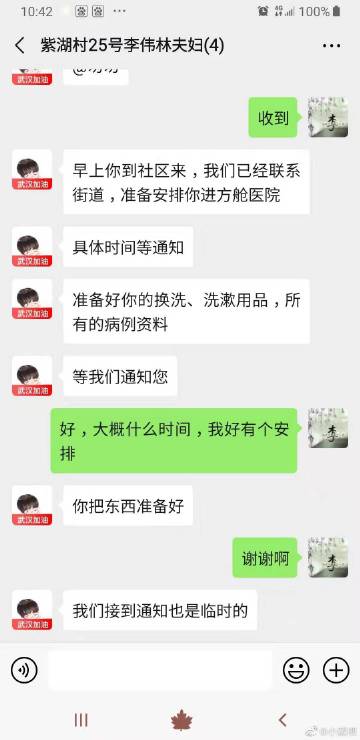 10:42
4G
100%
紫湖村25号李伟林夫妇(4)
武汉加油
收到
李
早上你到社区来，我们已经联系
街道，准备安排你进方舱医院
武汉加油
具体时间等通知
武汉加油
准备好你的换洗、洗漱用品，所
有的病例资料
武汉加油
等我们通知您
武汉加油
好，大概什么时间，我好有个安
排
李
你把东西准备好
武汉加油
谢谢啊
李
我们接到通知也是临时的
武汉加油